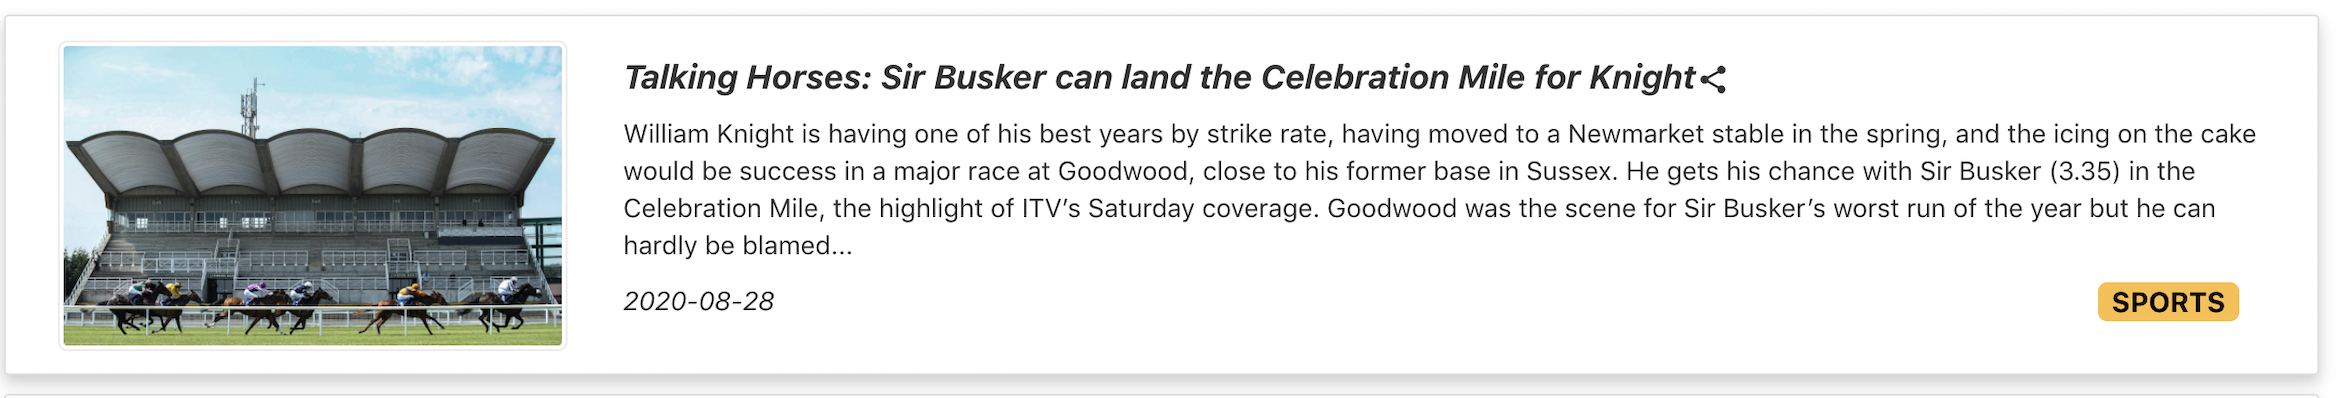 Talking Horses: Sir Busker can land the Celebration Mile for Knight
William Knight is having one of his best years by strike rate, having moved to a Newmarket stable in the spring, and the icing on the cake
would be success in a major race at Goodwood, close to his former base in Sussex. He gets his chance with Sir Busker (3.35) in the
Celebration Mile, the highlight of ITV’s Saturday coverage. Goodwood was the scene for Sir Busker’s worst run of the year but he can
hardly be blamed...
2020-08-28
SPORTS